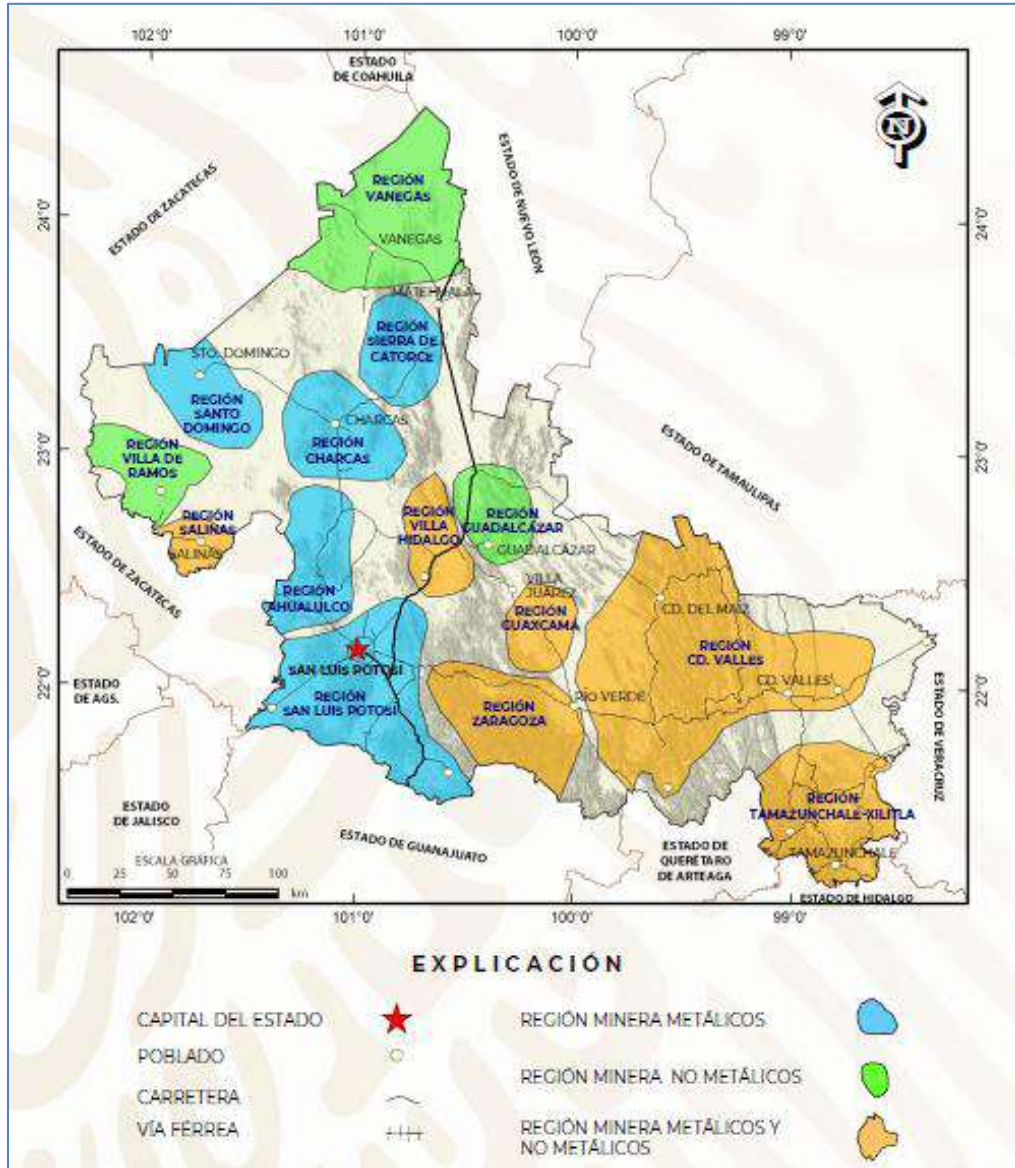 102°0'
101°0'
100°0'
99°0'
ESTADO
DE COAHUILA
N
ESTADO DE ZACATECAS
ESTADO DE NUEVO LEÓN
24°0'
24°0'
REGIÓN
VANEGAS
VANEGAS
MATEHUALA
REGIÓN
SIERRA DE
CATORCE
STO. DOMINGO
REGIÓN
SANTO
DOMINGO
CHARCAS
REGIÓN
CHARCAS
23°0'
23°0'
REGIÓN
VILLA DE
RAMOS
ESTADO DE TAMAULIPAS
REGIÓN
SALINAS
SALINAS
REGIÓN
VILLA
HIDALGO
REGIÓN
GUADALCÁZAR
GUADALCÁZAR
ESTADO DE ZACATECAS
REGIÓN
AHUALULCO
VILLA
JUÁREZ
REGIÓN
GUAXCAMA
CD. DEL MAÍZ
REGIÓN
CD. VALLES
CD. VALLES
SAN LUIS POTOSÍ
REGIÓN
SAN LUIS POTOSÍ
22°0'
22°0'
ESTADO
DE AGS.
RÍO VERDE
REGIÓN
ZARAGOZA
ESTADO DE VERACRUZ
REGIÓN
TAMAZUNCHALE-XILITLA
TAMAZUNCHALE
ESTADO
DE JALISCO
ESTADO DE GUANAJUATO
ESTADO DE
QUERÉTARO
DE ARTEAGA
ESTADO DE HIDALGO
ESCALA GRÁFICA
0 25 50 75 100
km
102°0'
101°0'
100°0'
99°0'
EXPLICACIÓN
CAPITAL DEL ESTADO
POBLADO
CARRETERA
VÍA FÉRREA
REGIÓN MINERA METÁLICOS
REGIÓN MINERA NO METÁLICOS
REGIÓN MINERA METÁLICOS Y
NO METÁLICOS